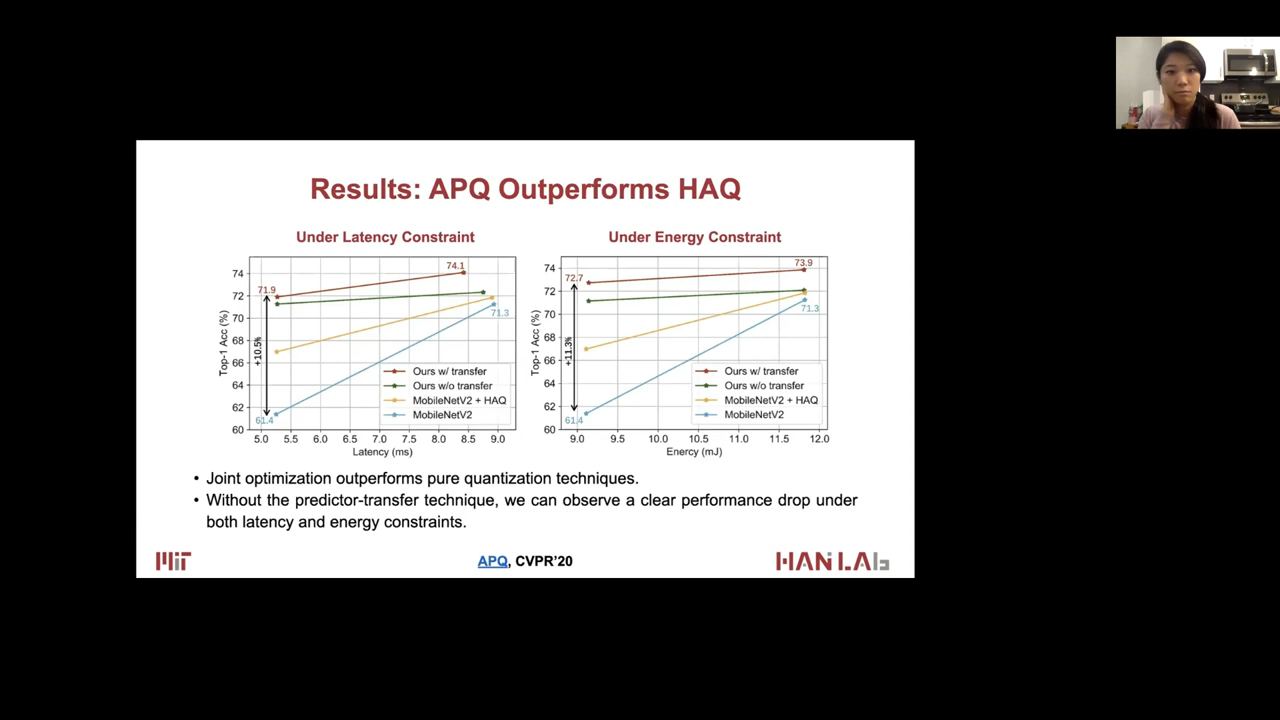 Results: APQ Outperforms HAQ
Under Latency Constraint
74
72
70
68
66
64
62
60
Top-1 Acc (%)
71.9
74.1
71.3
61.4
+10.5%
Ours w/ transfer
Ours w/o transfer
MobileNetV2 + HAQ
MobileNetV2
5.0 5.5 6.0 6.5 7.0 7.5 8.0 8.5 9.0
Latency (ms)
Under Energy Constraint
74
72
70
68
66
64
62
60
Top-1 Acc (%)
72.7
73.9
71.3
61.4
+11.3%
Ours w/ transfer
Ours w/o transfer
MobileNetV2 + HAQ
MobileNetV2
9.0 9.5 10.0 10.5 11.0 11.5 12.0
Energy (mJ)
• Joint optimization outperforms pure quantization techniques.
• Without the predictor-transfer technique, we can observe a clear performance drop under
both latency and energy constraints.
MIT
APQ, CVPR'20
HAN LAB